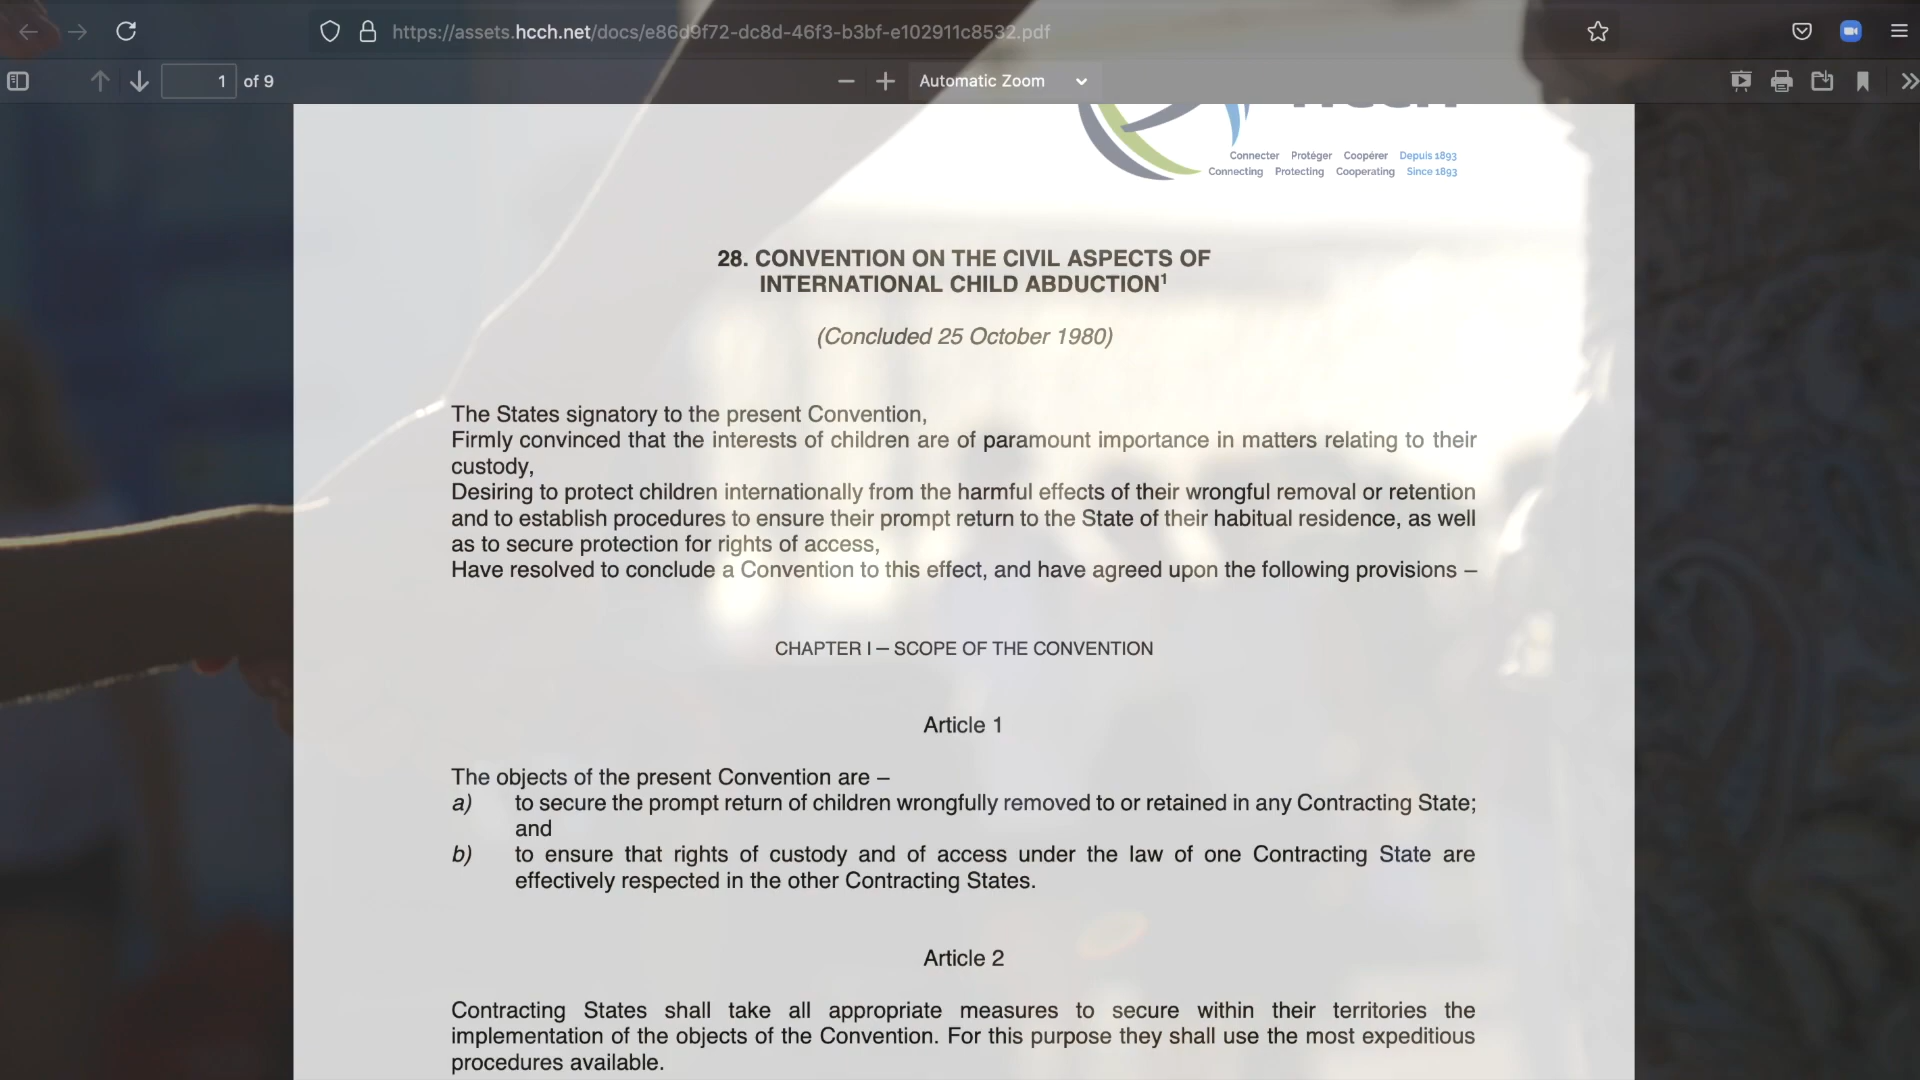 https://assets.hcch.net/docs/e86d9f72-dc8d-46f3-b3bf-e102911c8532.pdf
1 of 9
Automatic Zoom
hcch
Connecter Protéger Coopérer Depuis 1893
Connecting Protecting Cooperating Since 1893
28. CONVENTION ON THE CIVIL ASPECTS OF
INTERNATIONAL CHILD ABDUCTION¹
(Concluded 25 October 1980)
The States signatory to the present Convention,
Firmly convinced that the interests of children are of paramount importance in matters relating to their
custody,
Desiring to protect children internationally from the harmful effects of their wrongful removal or retention
and to establish procedures to ensure their prompt return to the State of their habitual residence, as well
as to secure protection for rights of access,
Have resolved to conclude a Convention to this effect, and have agreed upon the following provisions –
CHAPTER I – SCOPE OF THE CONVENTION
Article 1
The objects of the present Convention are –
a) to secure the prompt return of children wrongfully removed to or retained in any Contracting State;
and
b) to ensure that rights of custody and of access under the law of one Contracting State are
effectively respected in the other Contracting States.
Article 2
Contracting States shall take all appropriate measures to secure within their territories the
implementation of the objects of the Convention. For this purpose they shall use the most expeditious
procedures available.